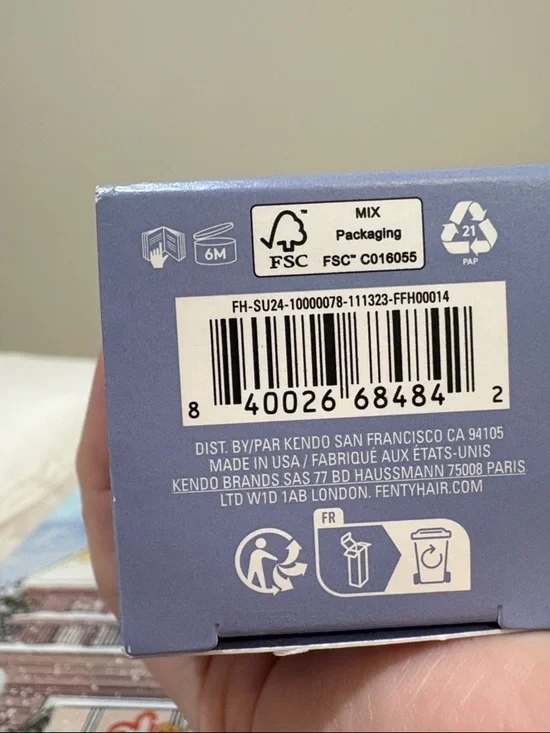 6M
FSC
MIX
Packaging
FSC™ C016055
21
PAP
FH-SU24-10000078-111323-FFH00014
8 40026 68484 2
DIST. BY/PAR KENDO SAN FRANCISCO CA 94105
MADE IN USA / FABRIQUÉ AUX ÉTATS-UNIS
KENDO BRANDS SAS 77 BD HAUSSMANN 75008 PARIS
LTD W1D 1AB LONDON. FENTYHAIR.COM
FR